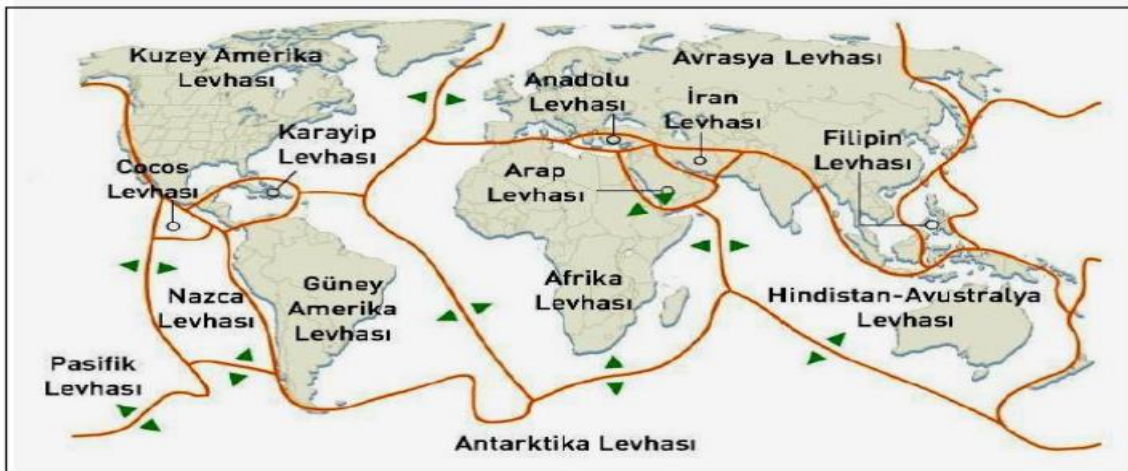 Kuzey Amerika
Levhası
Avrasya Levhası
Anadolu
Levhası
İran
Levhası
Karayip
Levhası
Filipin
Levhası
Cocos
Levhası
Arap
Levhası
Nazca
Levhası
Güney
Amerika
Levhası
Afrika
Levhası
Hindistan-Avustralya
Levhası
Pasifik
Levhası
Antarktika Levhası